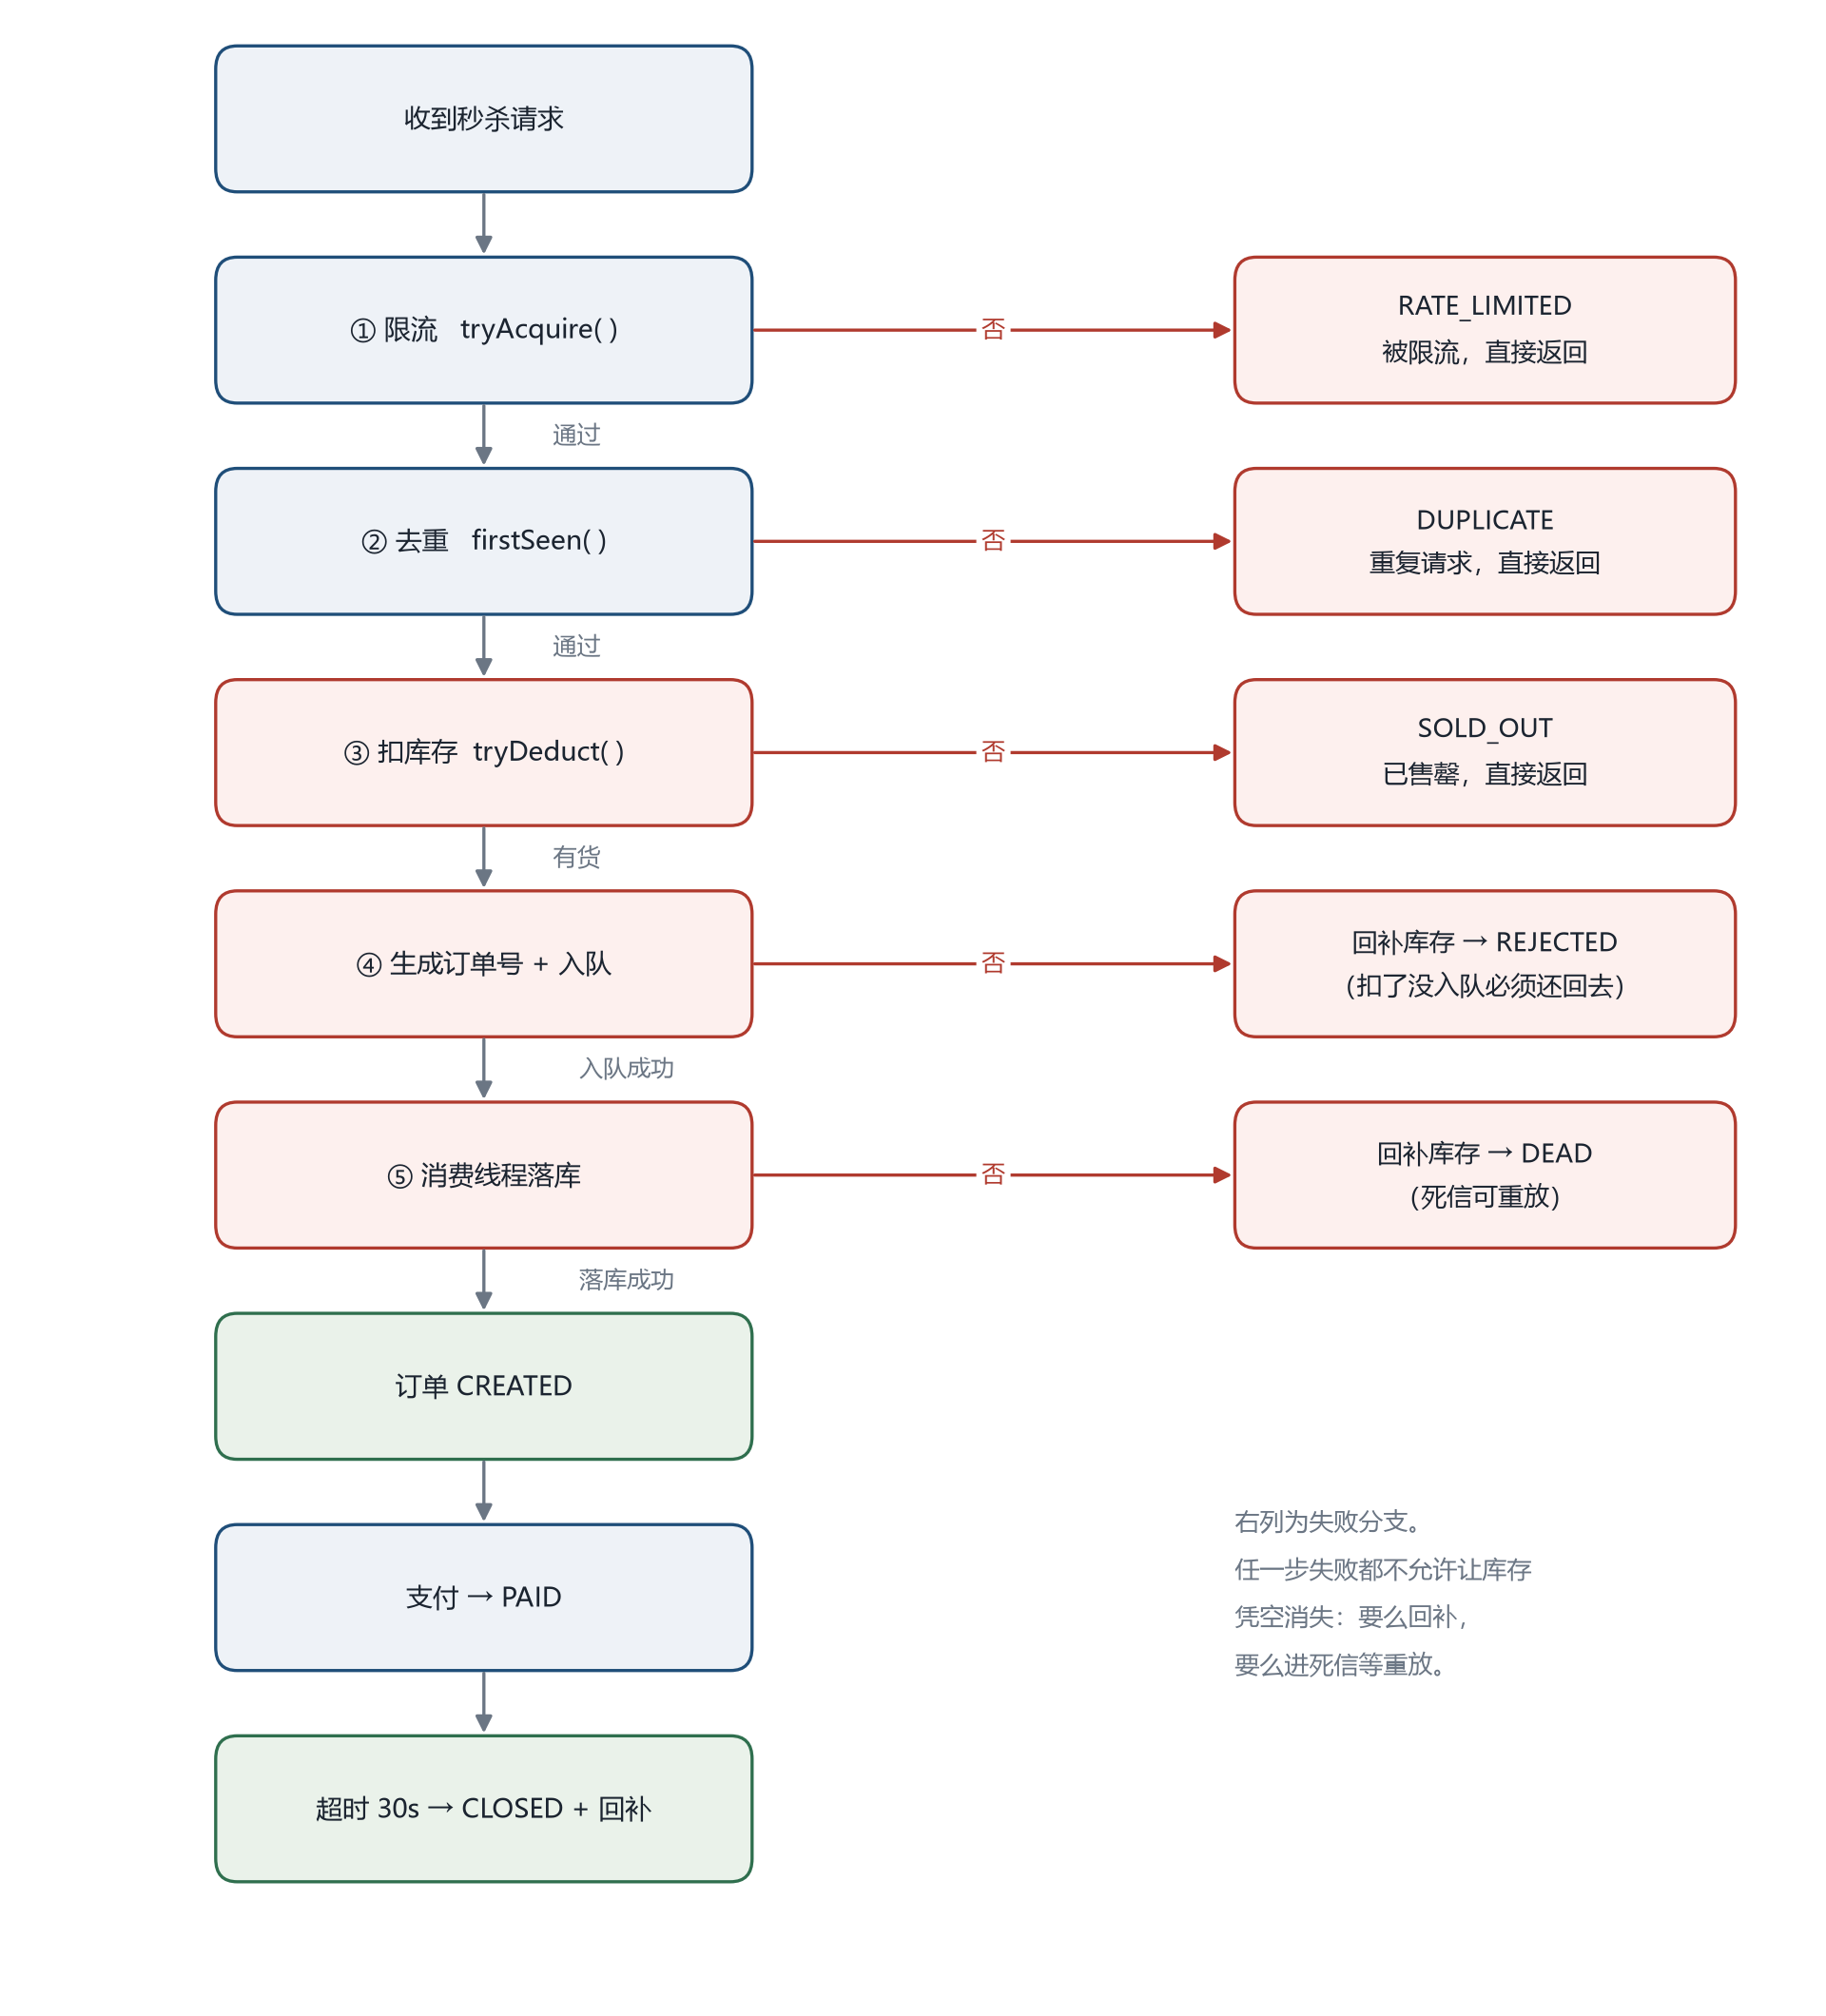 收到秒杀请求
① 限流 tryAcquire()
否
RATE_LIMITED
被限流，直接返回
通过
② 去重 firstSeen()
否
DUPLICATE
重复请求，直接返回
通过
③ 扣库存 tryDeduct()
否
SOLD_OUT
已售罄，直接返回
有货
④ 生成订单号 + 入队
否
回补库存 → REJECTED
（扣了没入队必须还回去）
入队成功
⑤ 消费线程落库
否
回补库存 → DEAD
（死信可重放）
落库成功
订单 CREATED
支付 → PAID
右列为失败分支。
任一步失败都不允许让库存
凭空消失：要么回补，
要么进死信等重放。
超时 30s → CLOSED + 回补